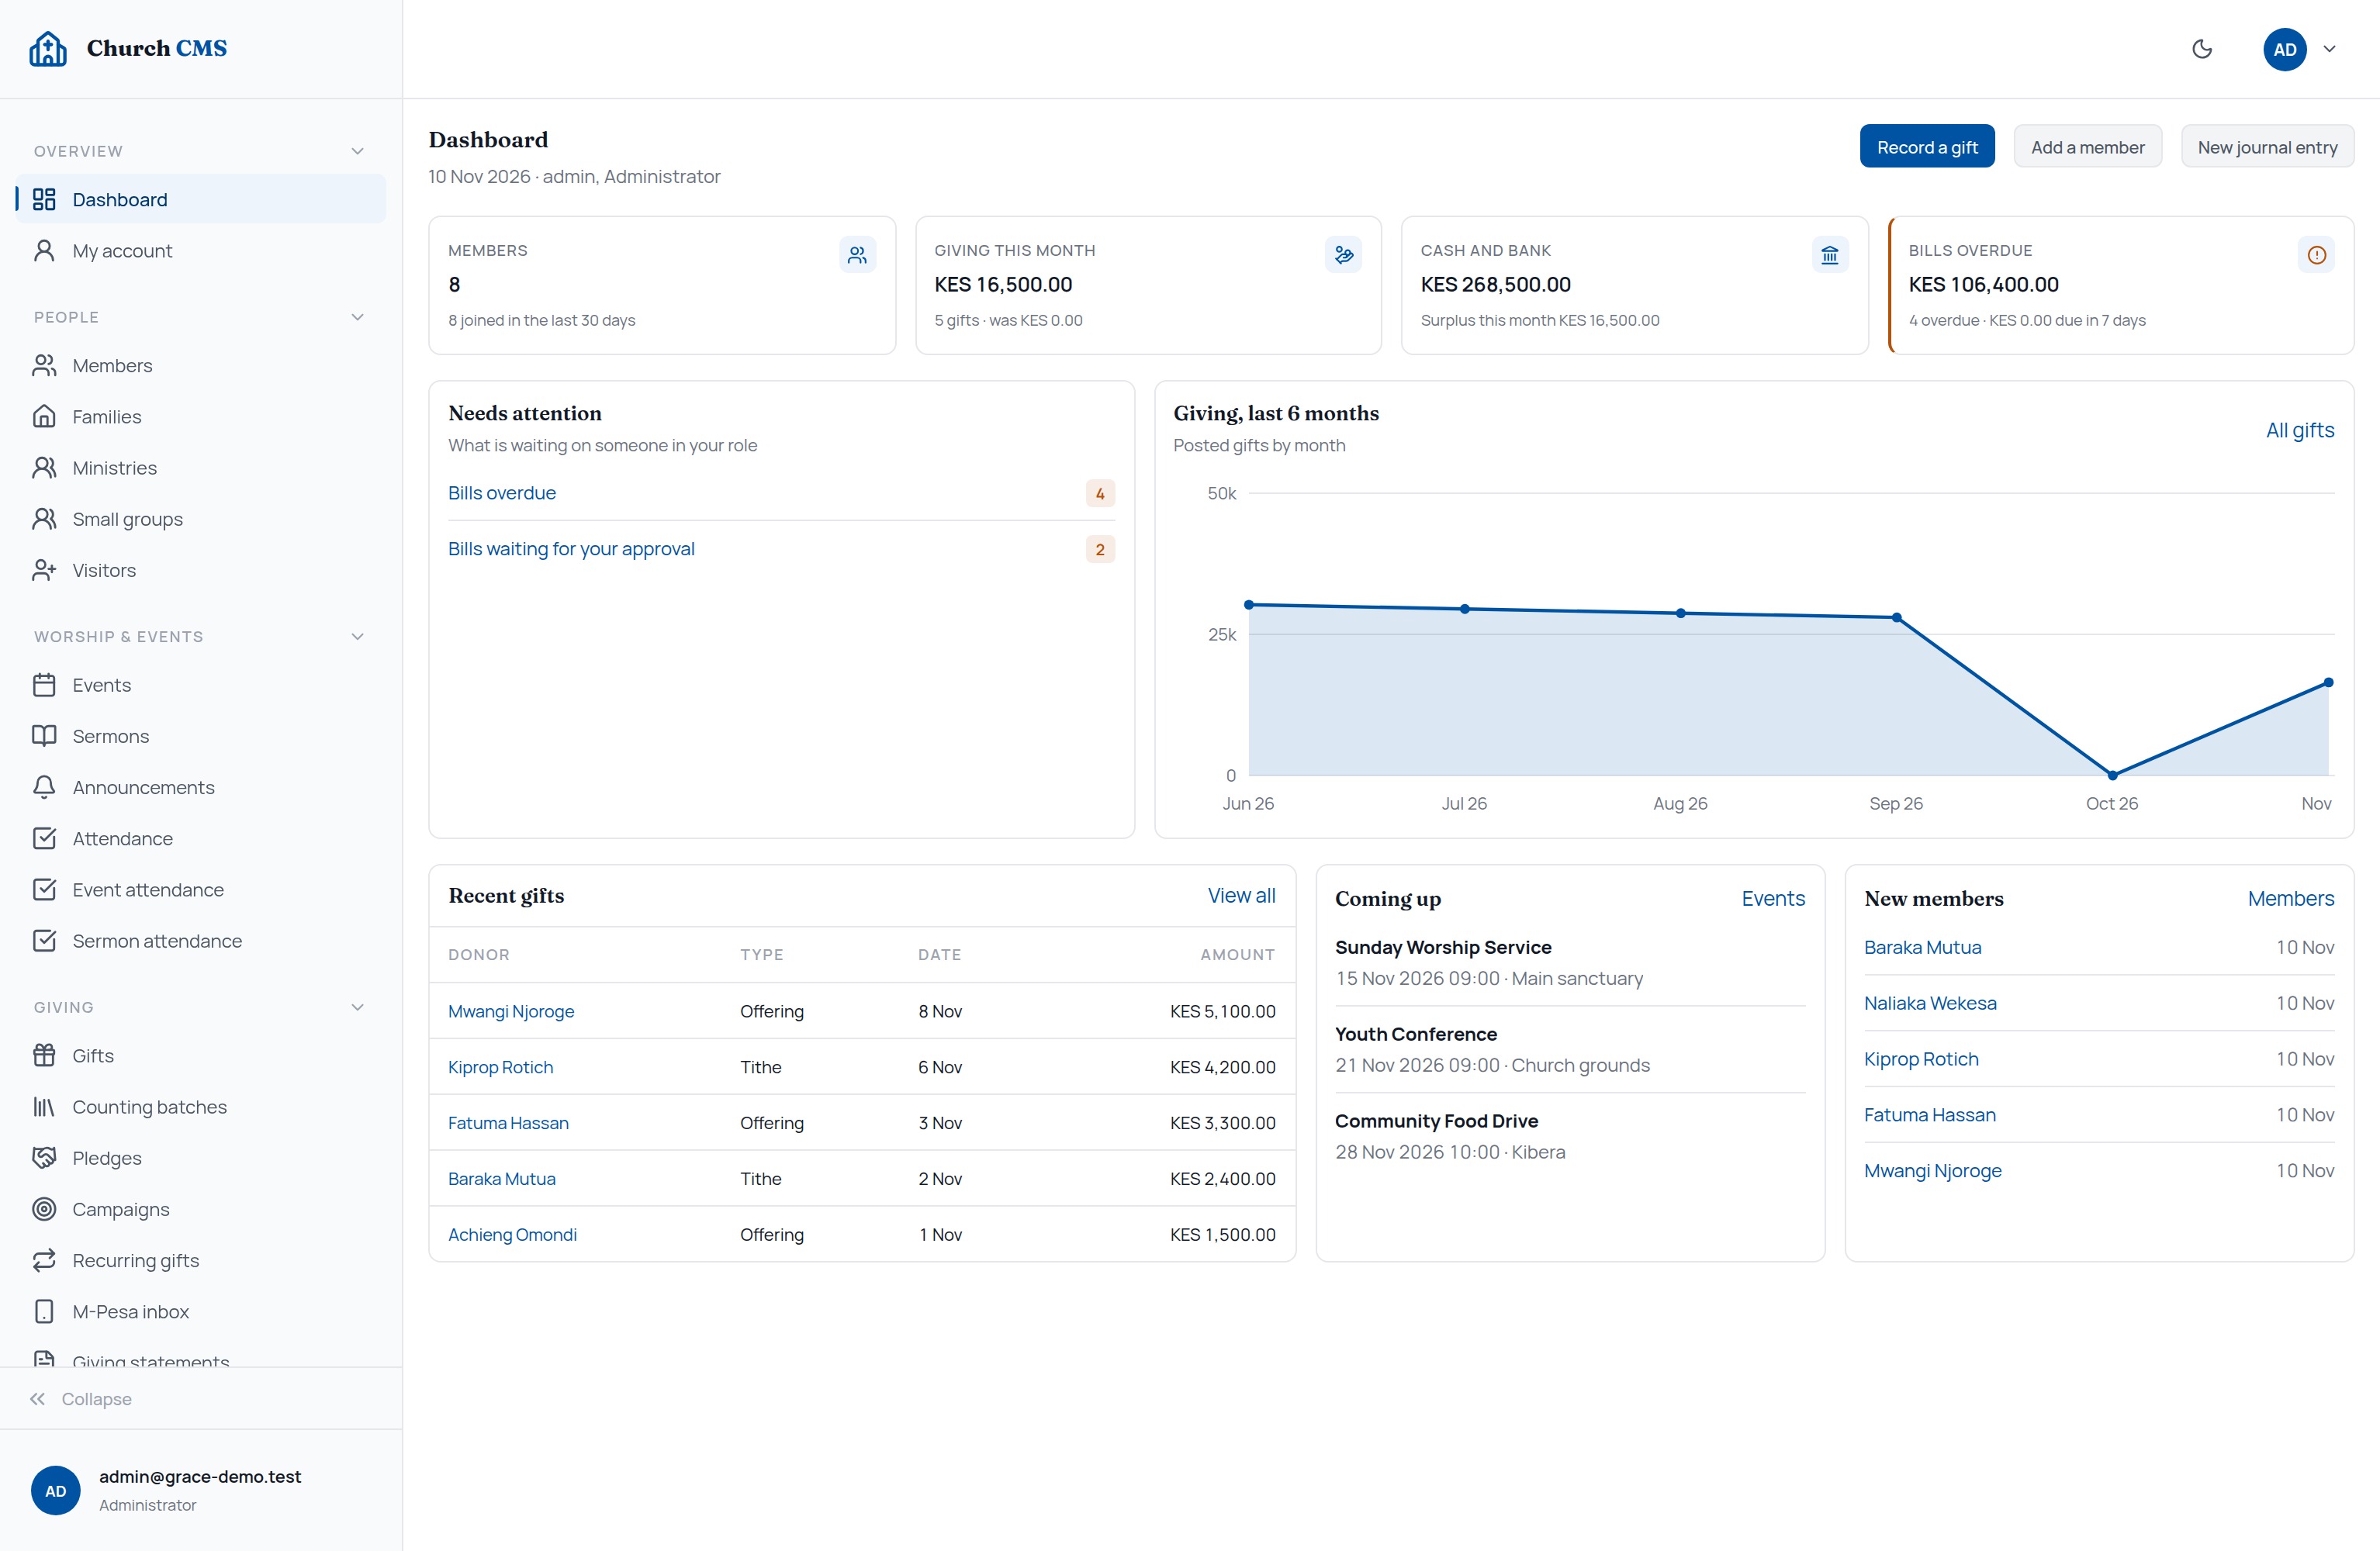 Church CMS
AD
OVERVIEW
Dashboard
My account
PEOPLE
Members
Families
Ministries
Small groups
Visitors
WORSHIP & EVENTS
Events
Sermons
Announcements
Attendance
Event attendance
Sermon attendance
GIVING
Gifts
Counting batches
Pledges
Campaigns
Recurring gifts
M-Pesa inbox
Giving statements
Collapse
AD
admin@grace-demo.test
Administrator
Dashboard
10 Nov 2026 · admin, Administrator
Record a gift
Add a member
New journal entry
MEMBERS
8
8 joined in the last 30 days
GIVING THIS MONTH
KES 16,500.00
5 gifts · was KES 0.00
CASH AND BANK
KES 268,500.00
Surplus this month KES 16,500.00
BILLS OVERDUE
KES 106,400.00
4 overdue · KES 0.00 due in 7 days
Needs attention
What is waiting on someone in your role
Bills overdue 4
Bills waiting for your approval 2
Giving, last 6 months
Posted gifts by month
All gifts
50k
25k
0
Jun 26 Jul 26 Aug 26 Sep 26 Oct 26 Nov
Recent gifts View all
DONOR TYPE DATE AMOUNT
Mwangi Njoroge Offering 8 Nov KES 5,100.00
Kiprop Rotich Tithe 6 Nov KES 4,200.00
Fatuma Hassan Offering 3 Nov KES 3,300.00
Baraka Mutua Tithe 2 Nov KES 2,400.00
Achieng Omondi Offering 1 Nov KES 1,500.00
Coming up Events
Sunday Worship Service
15 Nov 2026 09:00 · Main sanctuary
Youth Conference
21 Nov 2026 09:00 · Church grounds
Community Food Drive
28 Nov 2026 10:00 · Kibera
New members Members
Baraka Mutua 10 Nov
Naliaka Wekesa 10 Nov
Kiprop Rotich 10 Nov
Fatuma Hassan 10 Nov
Mwangi Njoroge 10 Nov